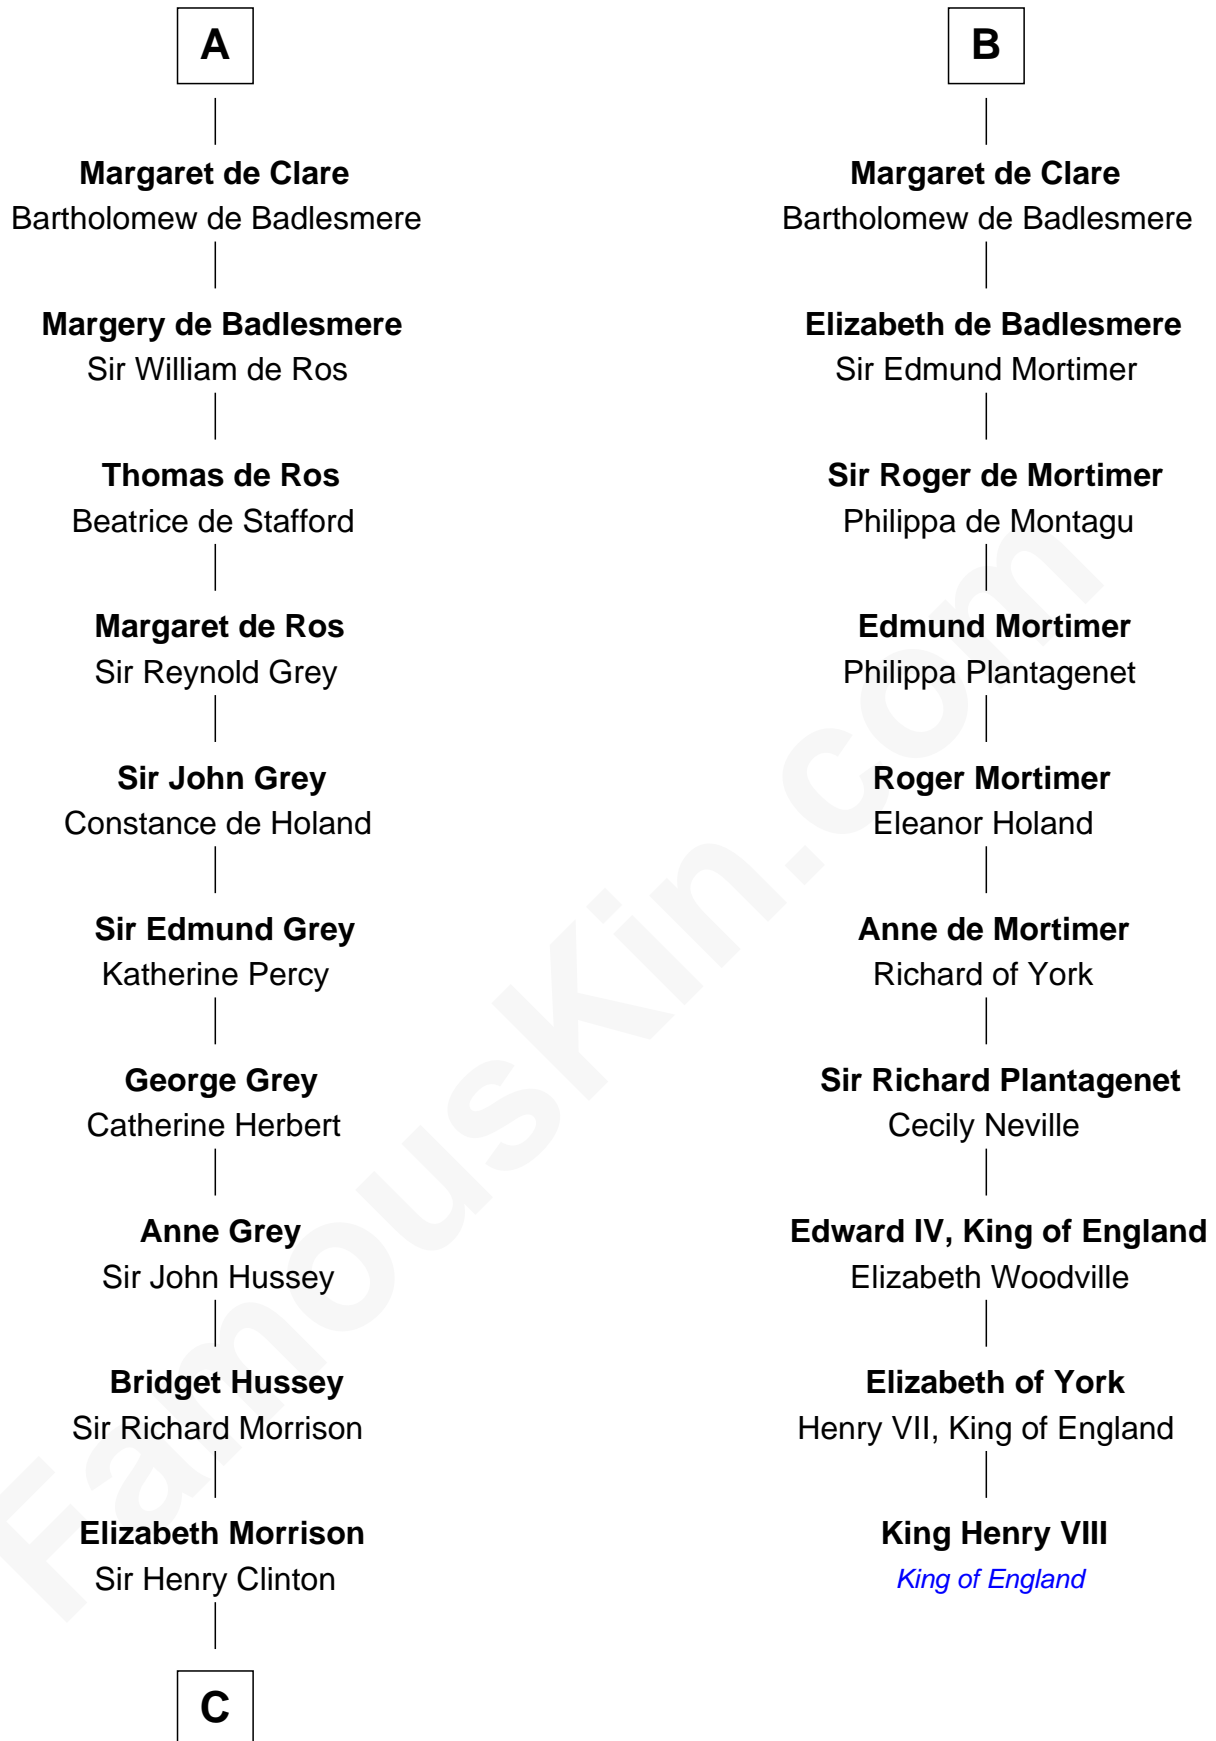 A
Margaret de Clare
Bartholomew de Badlesmere
Margery de Badlesmere
Sir William de Ros
Thomas de Ros
Beatrice de Stafford
Margaret de Ros
Sir Reynold Grey
Sir John Grey
Constance de Holand
Sir Edmund Grey
Katherine Percy
George Grey
Catherine Herbert
Anne Grey
Sir John Hussey
Bridget Hussey
Sir Richard Morrison
Elizabeth Morrison
Sir Henry Clinton
C
B
Margaret de Clare
Bartholomew de Badlesmere
Elizabeth de Badlesmere
Sir Edmund Mortimer
Sir Roger de Mortimer
Philippa de Montagu
Edmund Mortimer
Philippa Plantagenet
Roger Mortimer
Eleanor Holand
Anne de Mortimer
Richard of York
Sir Richard Plantagenet
Cecily Neville
Edward IV, King of England
Elizabeth Woodville
Elizabeth of York
Henry VII, King of England
King Henry VIII
King of England
FamousKin.com